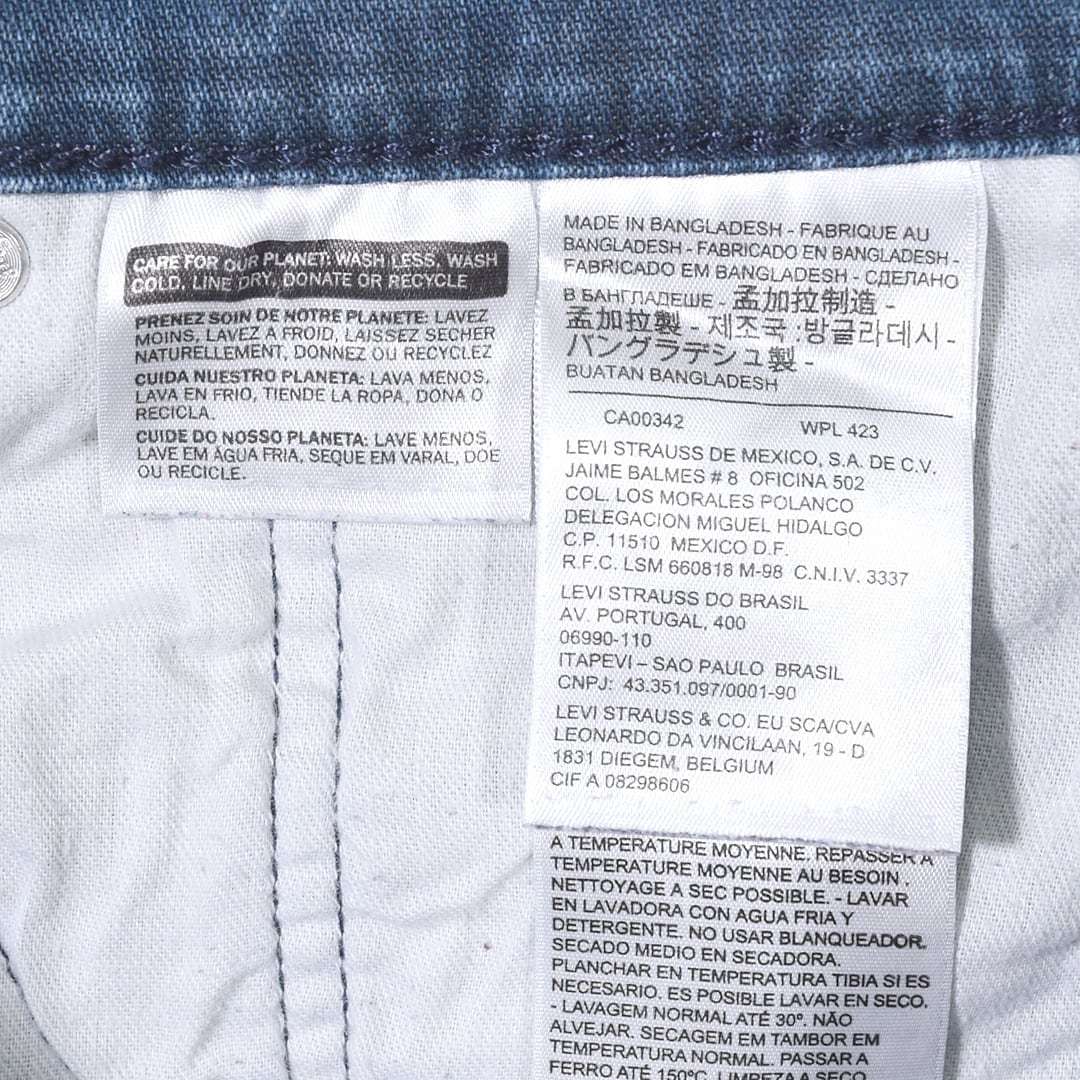 CARE FOR OUR PLANET: WASH LESS, WASH
COLD, LINE DRY, DONATE OR RECYCLE
PRENEZ SOIN DE NOTRE PLANETE: LAVEZ
MOINS, LAVEZ A FROID, LAISSEZ SECHER
NATURELLEMENT, DONNEZ OU RECYCLEZ
CUIDA NUESTRO PLANETA: LAVA MENOS,
LAVA EN FRIO, TIENDE LA ROPA, DONA O
RECICLA.
CUIDE DO NOSSO PLANETA: LAVE MENOS,
LAVE EM ÁGUA FRIA, SEQUE EM VARAL, DOE
OU RECICLE.
MADE IN BANGLADESH - FABRIQUE AU
BANGLADESH - FABRICADO EN BANGLADESH -
FABRICADO EM BANGLADESH - СДЕЛАНО
В БАНГЛАДЕШЕ - 孟加拉制造 -
孟加拉製 - 제조국 :방글라데시 -
バングラデシュ製 -
BUATAN BANGLADESH
CA00342 WPL 423
LEVI STRAUSS DE MEXICO, S.A. DE C.V.
JAIME BALMES # 8 OFICINA 502
COL. LOS MORALES POLANCO
DELEGACION MIGUEL HIDALGO
C.P. 11510 MEXICO D.F.
R.F.C. LSM 660818 M-98 C.N.I.V. 3337
LEVI STRAUSS DO BRASIL
AV. PORTUGAL, 400
06990-110
ITAPEVI – SAO PAULO BRASIL
CNPJ: 43.351.097/0001-90
LEVI STRAUSS & CO. EU SCA/CVA
LEONARDO DA VINCILAAN, 19 - D
1831 DIEGEM, BELGIUM
CIF A 08298606
A TEMPERATURE MOYENNE. REPASSER A
TEMPERATURE MOYENNE AU BESOIN .
NETTOYAGE A SEC POSSIBLE. - LAVAR
EN LAVADORA CON AGUA FRIA Y
DETERGENTE. NO USAR BLANQUEADOR.
SECADO MEDIO EN SECADORA.
PLANCHAR EN TEMPERATURA TIBIA SI ES
NECESARIO. ES POSIBLE LAVAR EN SECO.
- LAVAGEM NORMAL ATÉ 30º. NÃO
ALVEJAR. SECAGEM EM TAMBOR EM
TEMPERATURA NORMAL. PASSAR A
FERRO ATÉ 150ºC. LIMPEZA A SECO